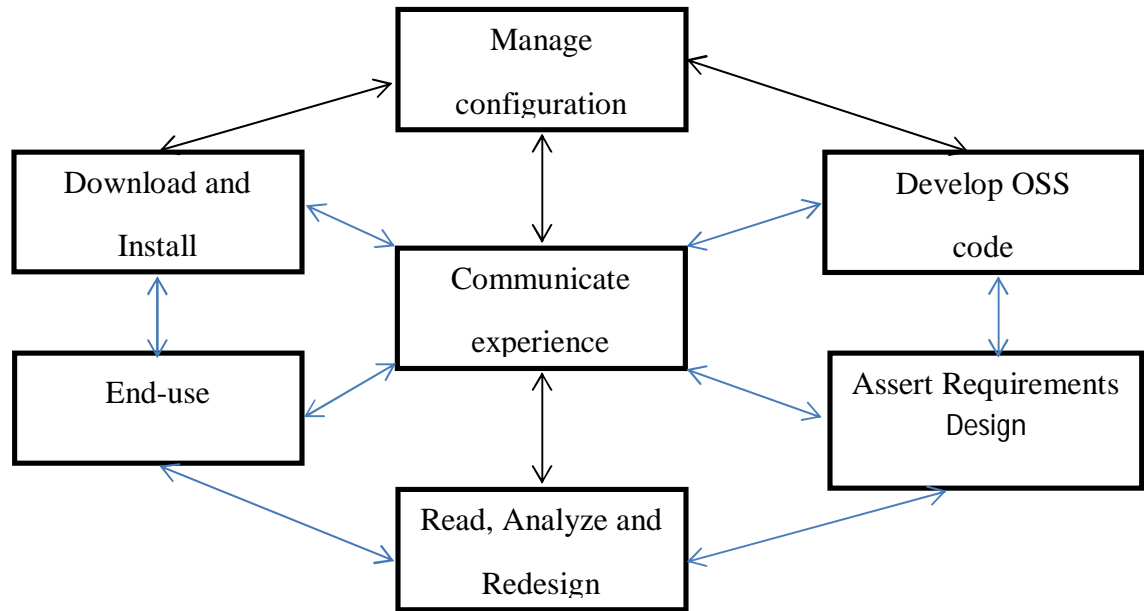 Manage
configuration
Download and
Install
Develop OSS
code
Communicate
experience
End-use
Assert Requirements
Design
Read, Analyze and
Redesign